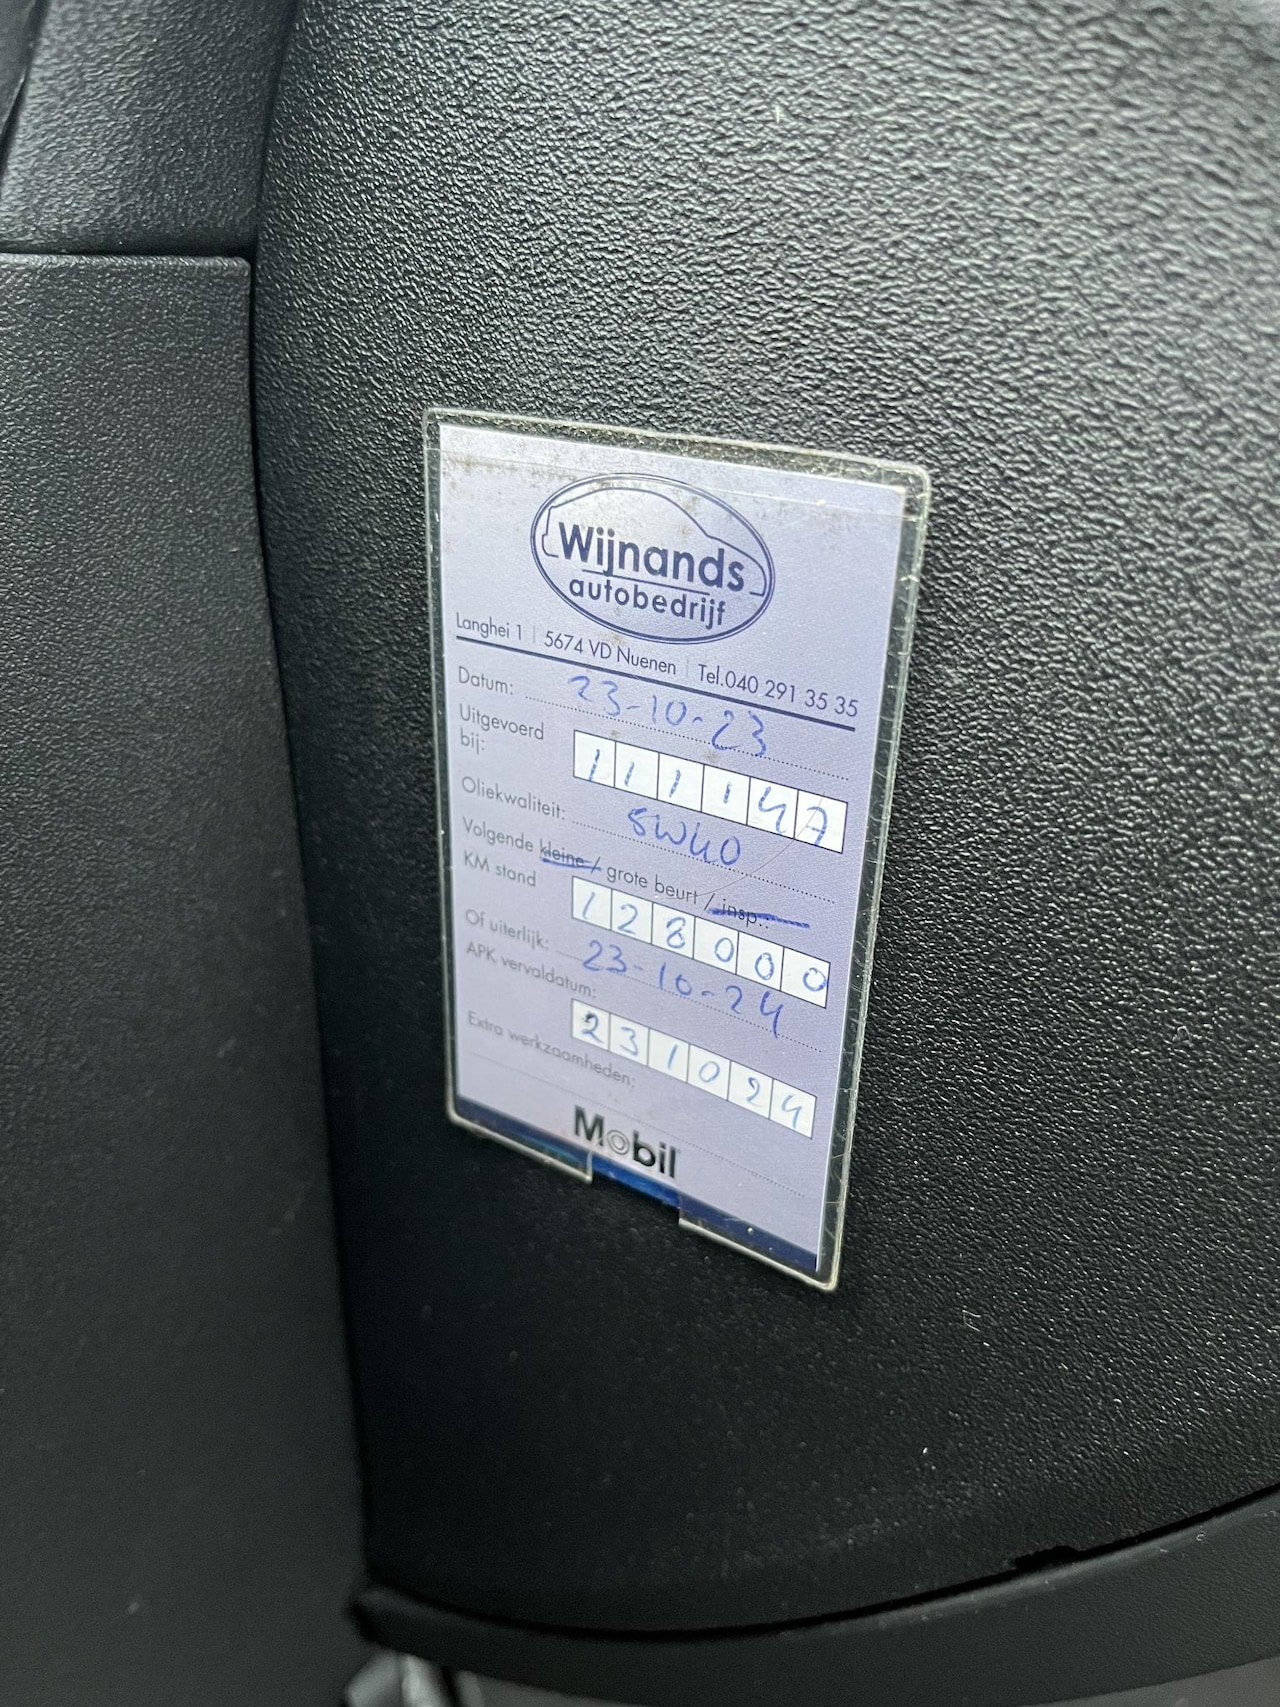 Wijnands
autobedrijf
Langhei 1 | 5674 VD Nuenen | Tel.040 291 35 35
Datum: 23-10-23
Uitgevoerd
bij: 111147
Oliekwaliteit: 5W40
Volgende kleine / grote beurt / insp.:
KM stand 128000
Of uiterlijk: 23-10-24
APK vervaldatum:
231024
Extra werkzaamheden:
Mobil